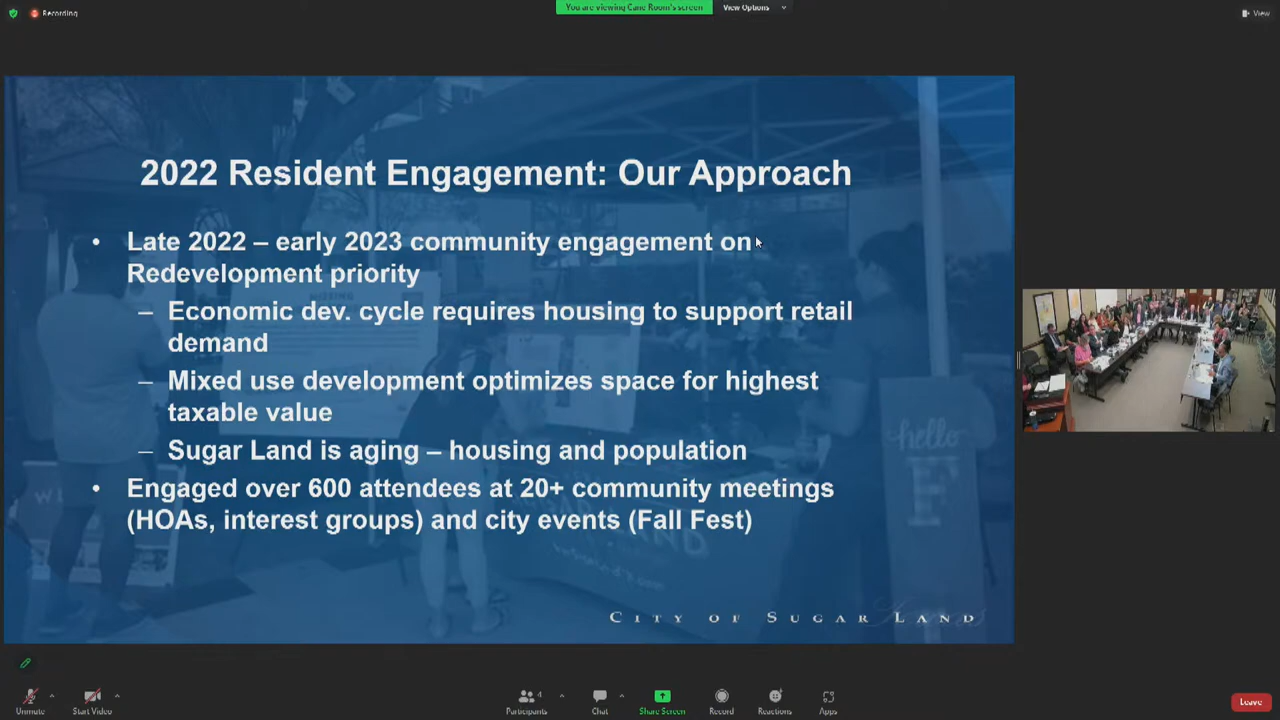 Recording
You are viewing Cane Room's screen
View Options
View
2022 Resident Engagement: Our Approach
• Late 2022 – early 2023 community engagement on
Redevelopment priority
– Economic dev. cycle requires housing to support retail
demand
– Mixed use development optimizes space for highest
taxable value
– Sugar Land is aging – housing and population
• Engaged over 600 attendees at 20+ community meetings
(HOAs, interest groups) and city events (Fall Fest)
hello
F
CITY OF SUGAR LAND
Unmute
Start Video
Participants
4
Chat
Share Screen
Record
Reactions
Apps
Leave